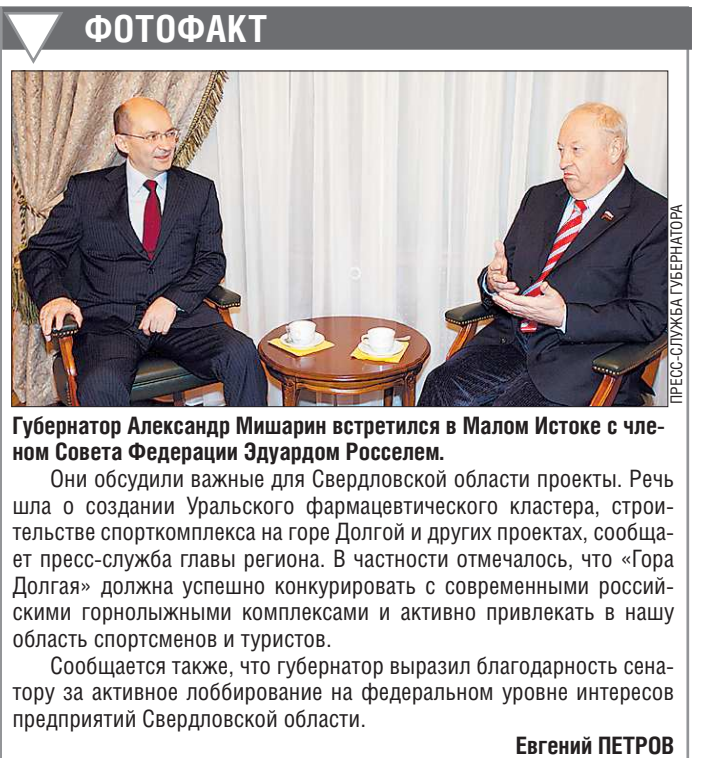 ФОТОФАКТ
ПРЕСС-СЛУЖБА ГУБЕРНАТОРА
Губернатор Александр Мишарин встретился в Малом Истоке с чле-
ном Совета Федерации Эдуардом Росселем.
Они обсудили важные для Свердловской области проекты. Речь
шла о создании Уральского фармацевтического кластера, строи-
тельстве спорткомплекса на горе Долгой и других проектах, сообща-
ет пресс-служба главы региона. В частности отмечалось, что «Гора
Долгая» должна успешно конкурировать с современными россий-
скими горнолыжными комплексами и активно привлекать в нашу
область спортсменов и туристов.
Сообщается также, что губернатор выразил благодарность сена-
тору за активное лоббирование на федеральном уровне интересов
предприятий Свердловской области.
Евгений ПЕТРОВ